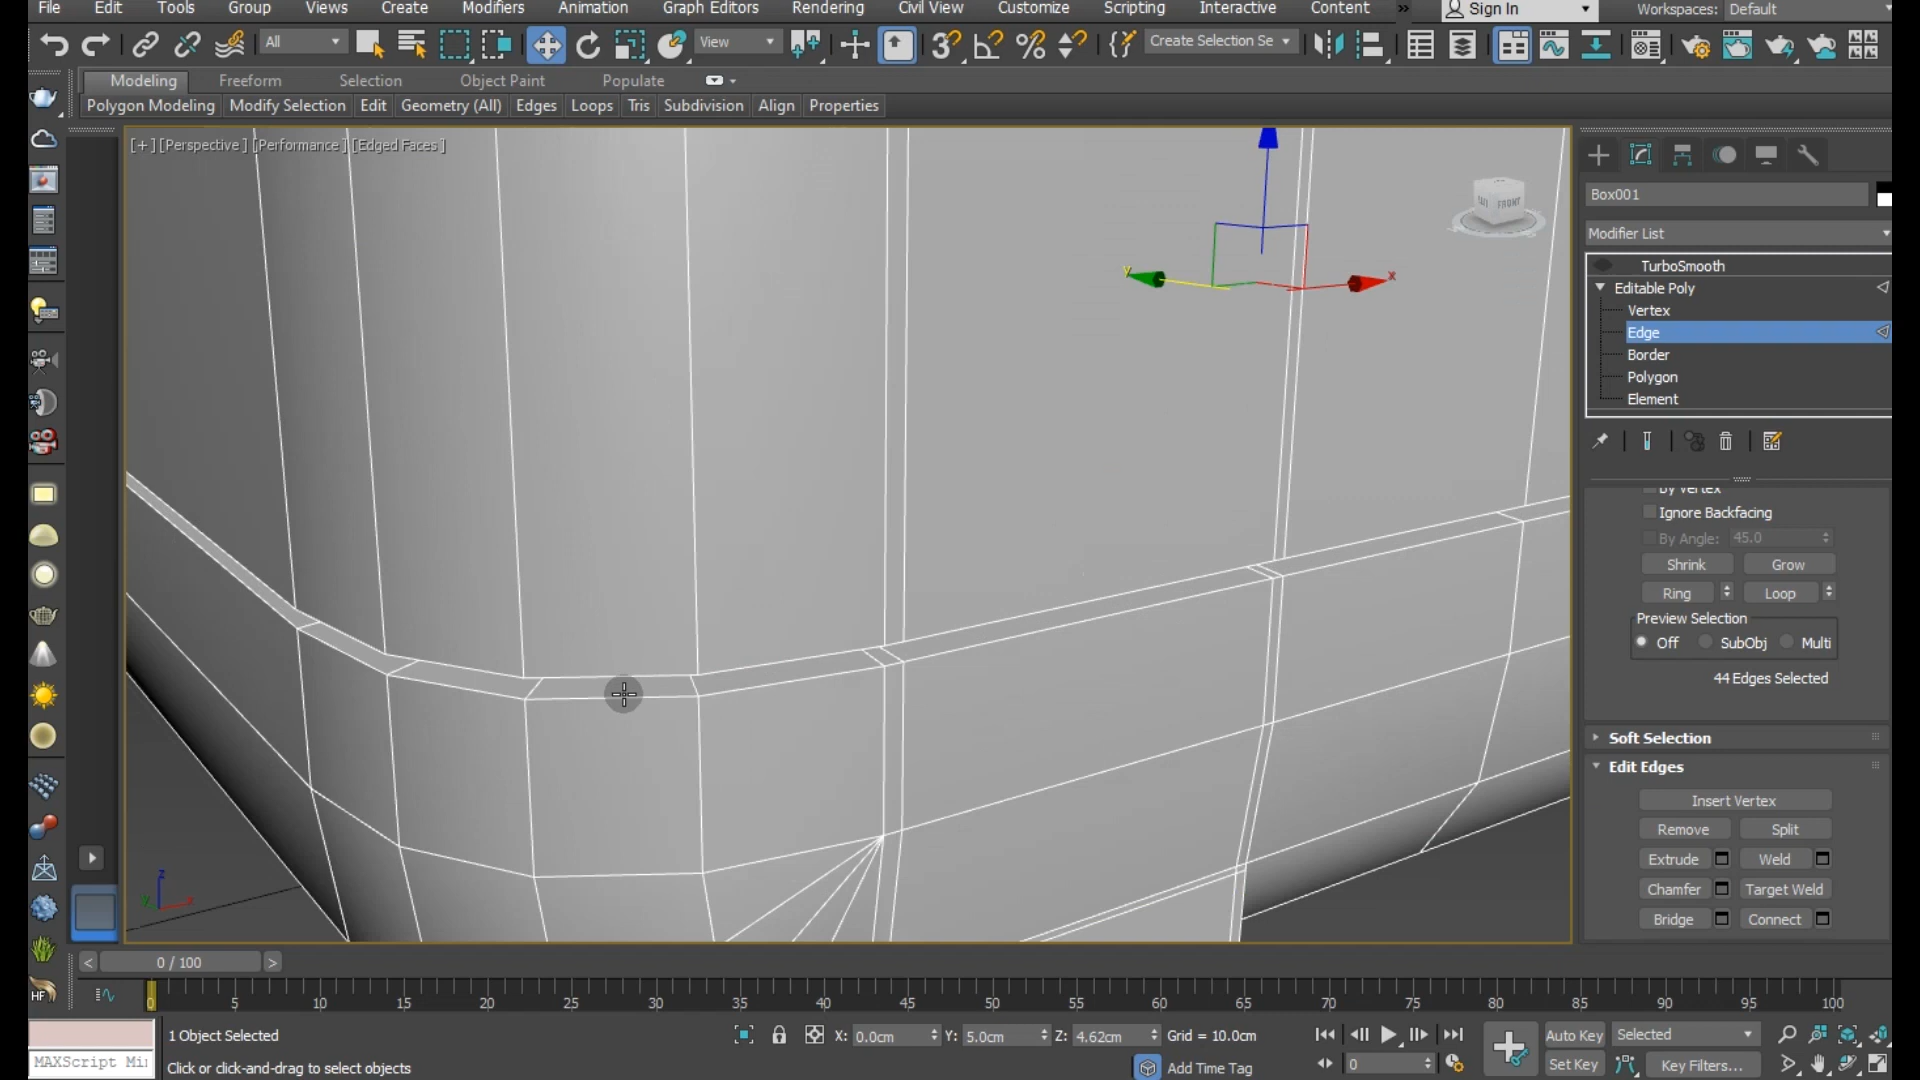 File Edit Tools Group Views Create Modifiers Animation Graph Editors Rendering Civil View Customize Scripting Interactive Content » Sign In Workspaces: Default
All View Create Selection Se
Modeling Freeform Selection Object Paint Populate
Polygon Modeling Modify Selection Edit Geometry (All) Edges Loops Tris Subdivision Align Properties
[+] [Perspective] [Performance] [Edged Faces]
FRONT
y x
Box001
Modifier List
TurboSmooth
Editable Poly
Vertex
Edge
Border
Polygon
Element
By Vertex
Ignore Backfacing
By Angle: 45.0
Shrink Grow
Ring Loop
Preview Selection
Off SubObj Multi
44 Edges Selected
Soft Selection
Edit Edges
Insert Vertex
Remove Split
Extrude Weld
Chamfer Target Weld
Bridge Connect
z
y x
HF
< 0 / 100 >
0 5 10 15 20 25 30 35 40 45 50 55 60 65 70 75 80 85 90 95 100
1 Object Selected X: 0.0cm Y: 5.0cm Z: 4.62cm Grid = 10.0cm Auto Key Selected
MAXScript Mi Click or click-and-drag to select objects Add Time Tag 0 Set Key Key Filters...